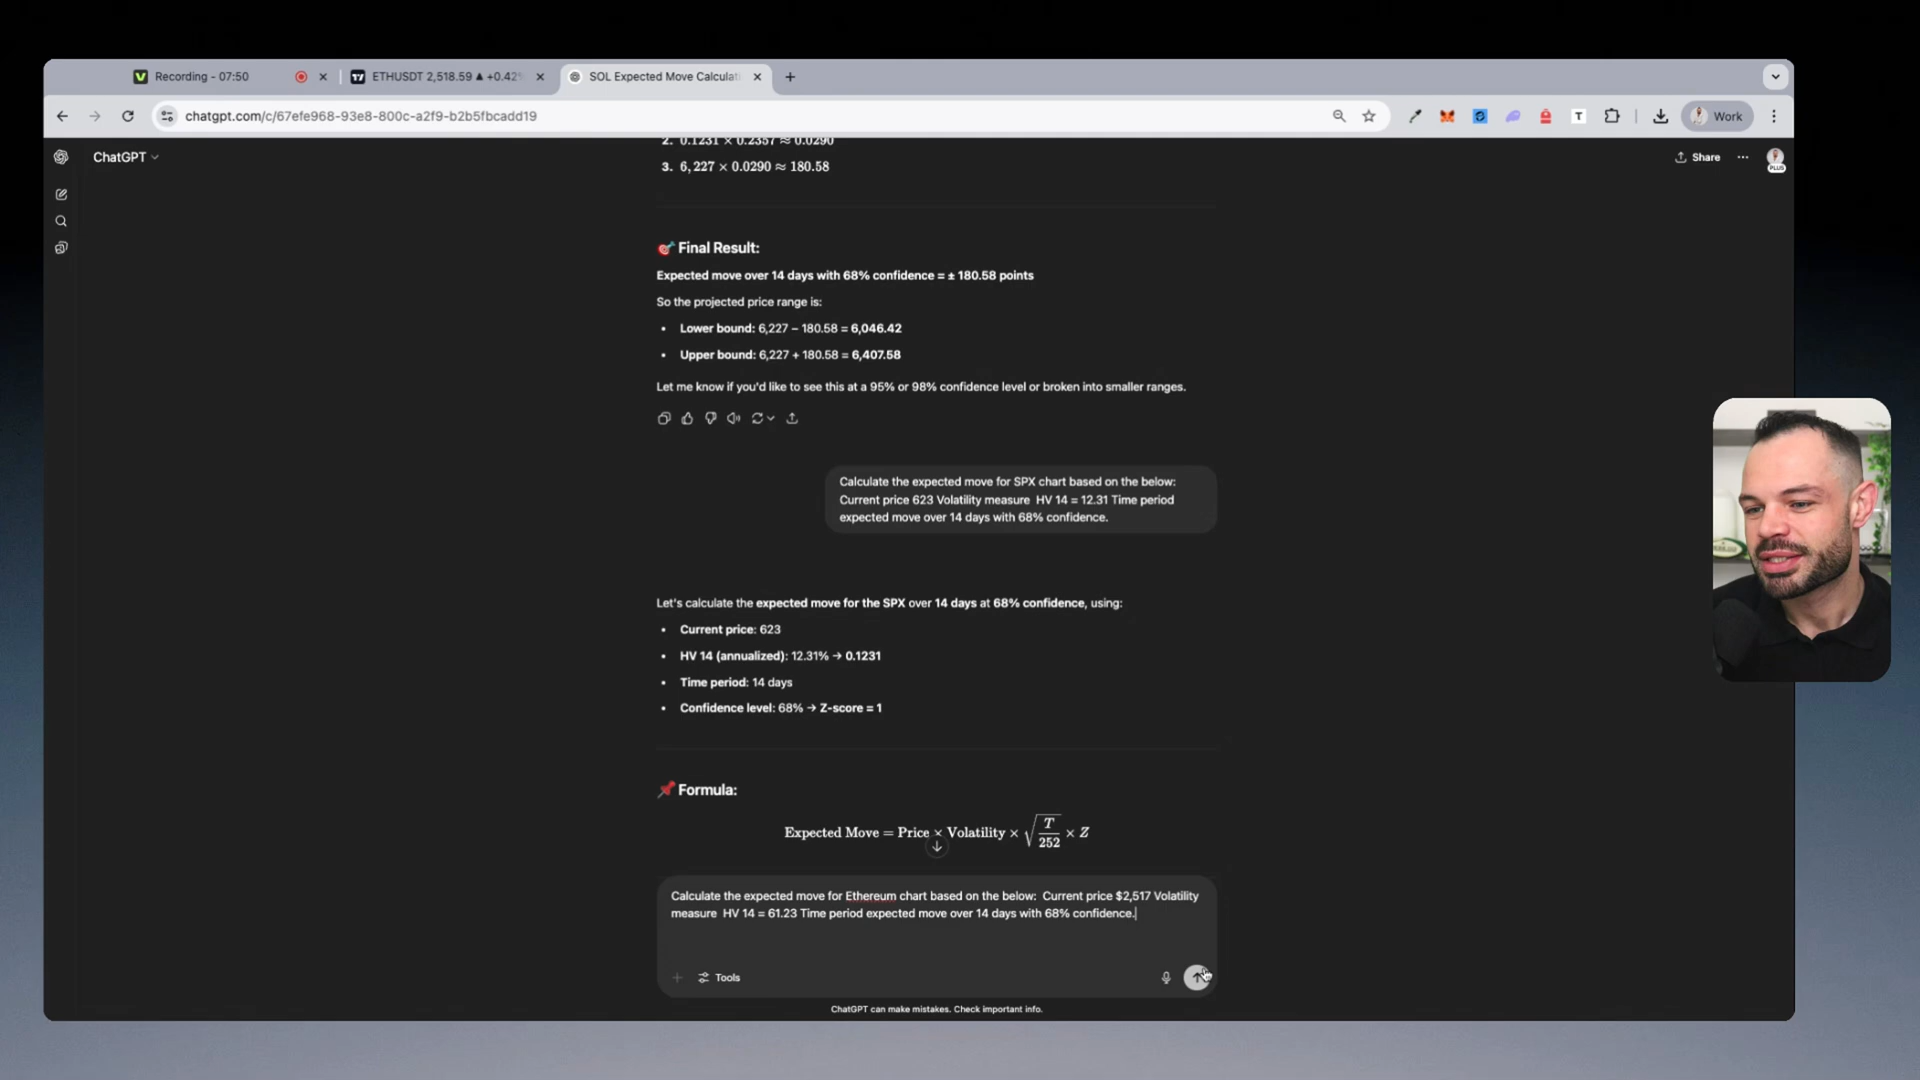 Recording - 07:50
ETHUSDT 2,518.59 ▲ +0.42%
SOL Expected Move Calculati
chatgpt.com/c/67efe968-93e8-800c-a2f9-b2b5fbcadd19
T
Work
ChatGPT
Share
PLUS
2. 0.1231 × 0.2357 ≈ 0.0290
3. 6,227 × 0.0290 ≈ 180.58
🎯 Final Result:
Expected move over 14 days with 68% confidence = ± 180.58 points
So the projected price range is:
• Lower bound: 6,227 – 180.58 = 6,046.42
• Upper bound: 6,227 + 180.58 = 6,407.58
Let me know if you'd like to see this at a 95% or 98% confidence level or broken into smaller ranges.
Calculate the expected move for SPX chart based on the below:
Current price 623 Volatility measure HV 14 = 12.31 Time period
expected move over 14 days with 68% confidence.
Let's calculate the expected move for the SPX over 14 days at 68% confidence, using:
• Current price: 623
• HV 14 (annualized): 12.31% → 0.1231
• Time period: 14 days
• Confidence level: 68% → Z-score = 1
📌 Formula:
Expected Move = Price × Volatility × √(T/252) × Z
Calculate the expected move for Ethereum chart based on the below: Current price $2,517 Volatility
measure HV 14 = 61.23 Time period expected move over 14 days with 68% confidence.
Tools
ChatGPT can make mistakes. Check important info.